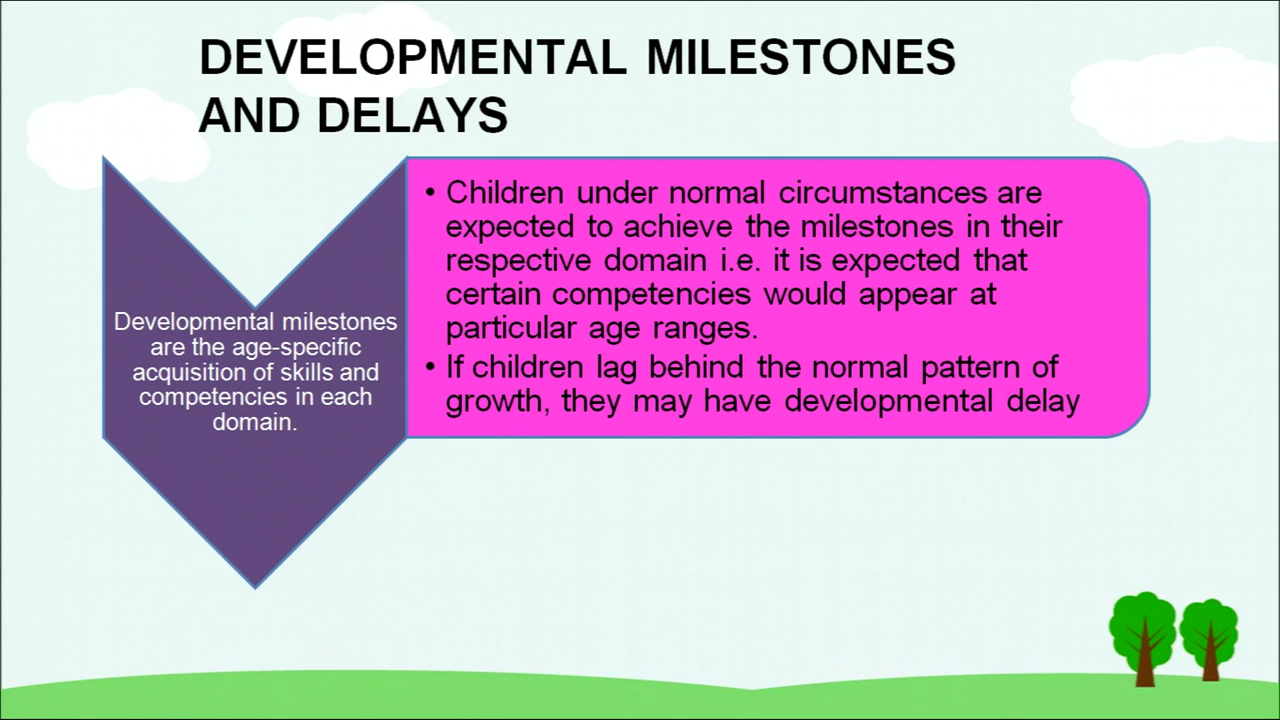 DEVELOPMENTAL MILESTONES
AND DELAYS
Developmental milestones
are the age-specific
acquisition of skills and
competencies in each
domain.
• Children under normal circumstances are
expected to achieve the milestones in their
respective domain i.e. it is expected that
certain competencies would appear at
particular age ranges.
• If children lag behind the normal pattern of
growth, they may have developmental delay